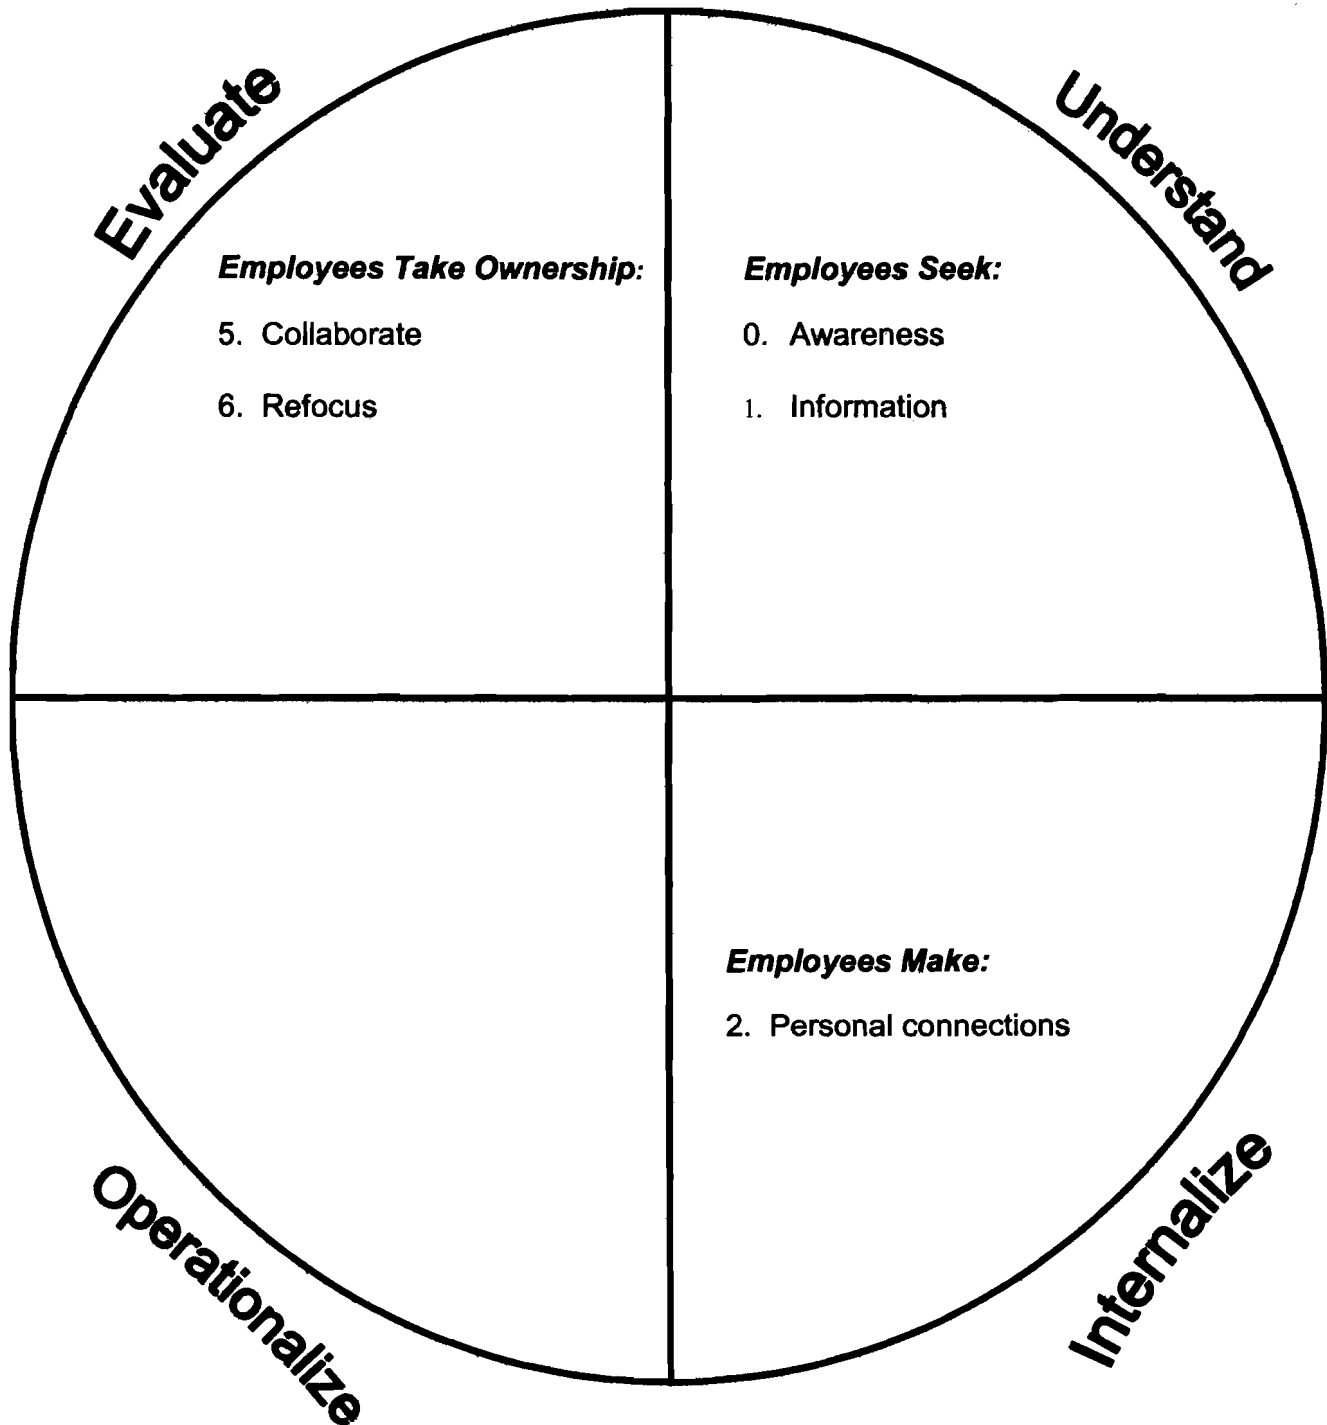 Evaluate
Understand
Employees Take Ownership:
5. Collaborate
6. Refocus
Employees Seek:
0. Awareness
1. Information
Employees Make:
2. Personal connections
Operationalize
Internalize